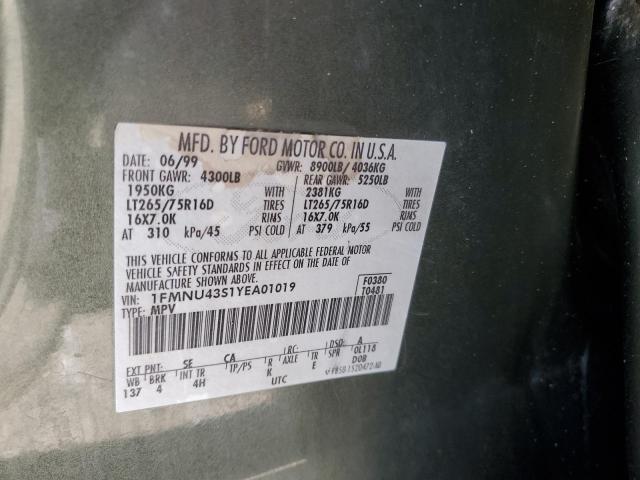 MFD. BY FORD MOTOR CO. IN U.S.A.
DATE: 06/99 GVWR: 8900LB/ 4036KG
FRONT GAWR: 4300LB REAR GAWR: 5250LB
1950KG WITH 2381KG WITH
LT265/75R16D TIRES LT265/75R16D TIRES
16X7.0K RIMS 16X7.0K RIMS
AT 310 kPa/45 PSI COLD AT 379 kPa/55 PSI COLD
THIS VEHICLE CONFORMS TO ALL APPLICABLE FEDERAL MOTOR
VEHICLE SAFETY STANDARDS IN EFFECT ON THE DATE OF
MANUFACTURE SHOWN ABOVE.
VIN: 1FMNU43S1YEA01019 F0380
TYPE: MPV T0481
EXT PNT: SE CA RC: DSO: A
WB BRK INT TR TP/PS R AXLE TR SPR OL118
137 4 4H K E DOB
UTC